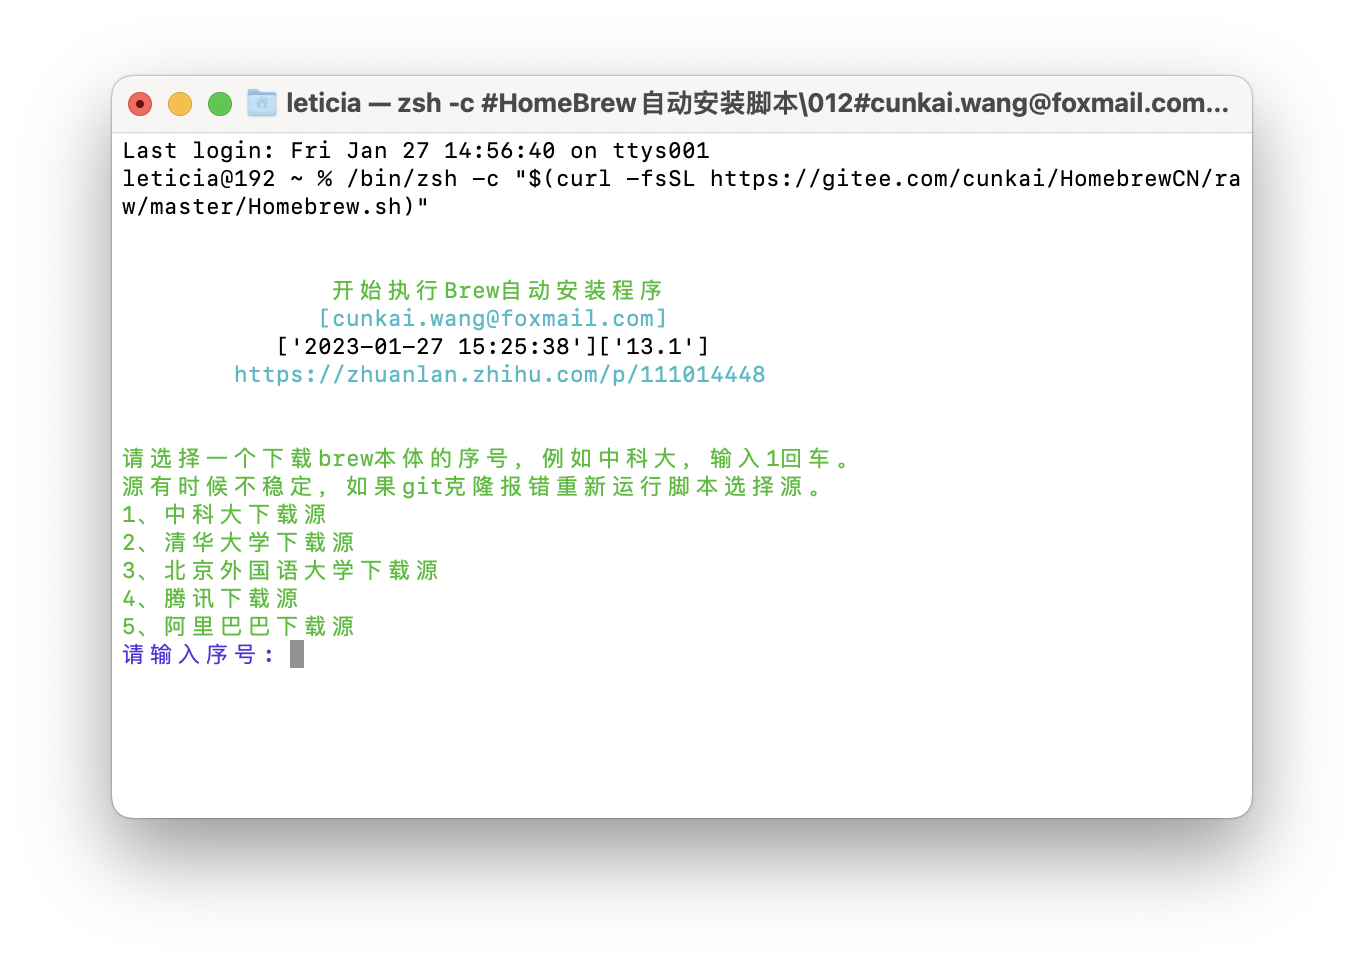 leticia — zsh -c #HomeBrew自动安装脚本\012#cunkai.wang@foxmail.com...
Last login: Fri Jan 27 14:56:40 on ttys001
leticia@192 ~ % /bin/zsh -c "$(curl -fsSL https://gitee.com/cunkai/HomebrewCN/ra
w/master/Homebrew.sh)"
开始执行Brew自动安装程序
[cunkai.wang@foxmail.com]
['2023-01-27 15:25:38']['13.1']
https://zhuanlan.zhihu.com/p/111014448
请选择一个下载brew本体的序号，例如中科大，输入1回车。
源有时候不稳定，如果git克隆报错重新运行脚本选择源。
1、中科大下载源
2、清华大学下载源
3、北京外国语大学下载源
4、腾讯下载源
5、阿里巴巴下载源
请输入序号：